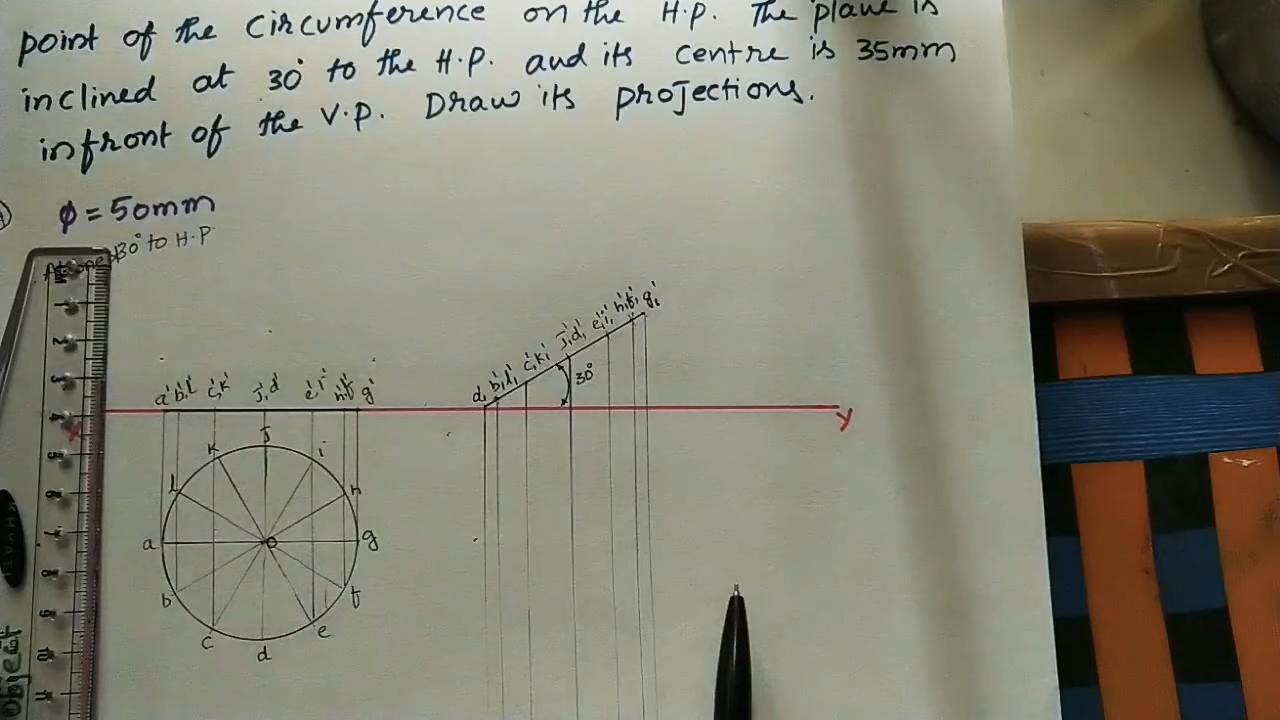 point of the circumference on the H.p. The plane is
inclined at 30° to the H.P. and its centre is 35mm
infront of the V.P. Draw its projections.
φ = 50mm
30° to H.P
a' b'l' c'k' j'd' e'i' h'f' g'
d₁ b₁'l₁' c₁'k₁' j₁'d₁' e₁'i₁' h₁'f₁' g₁'
30°
X
Y
j
k
i
l
h
a
o
g
b
f
c
e
d
Object